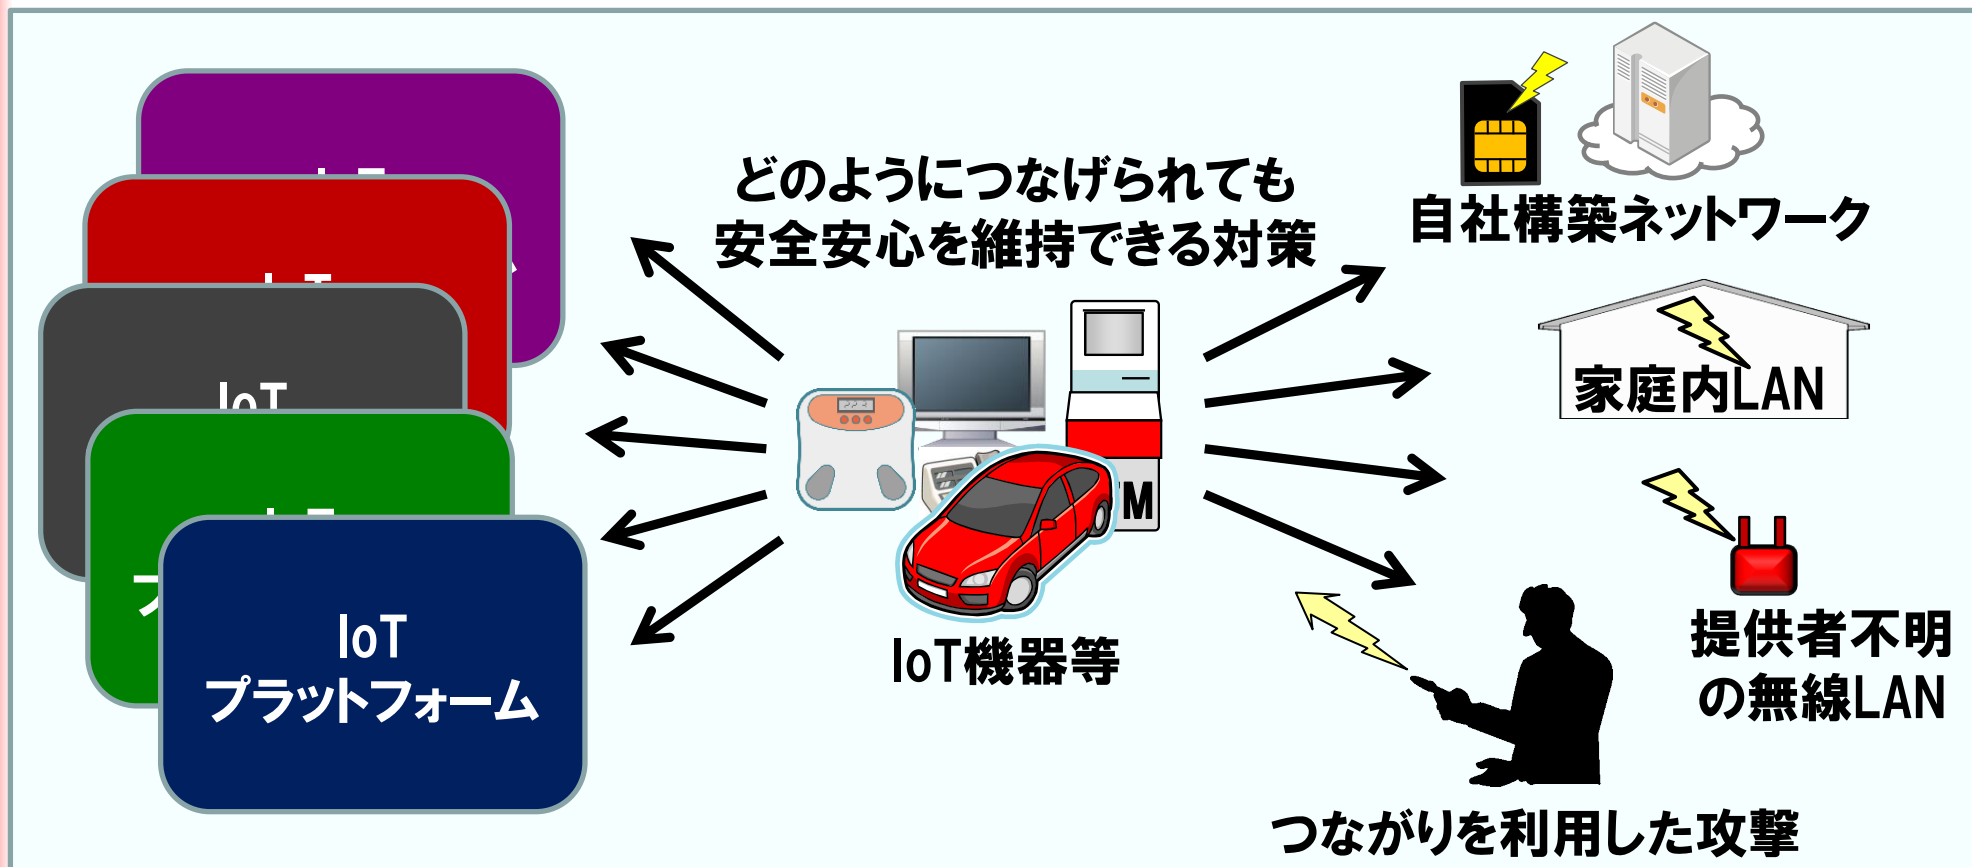 IoT
プラットフォーム
どのようにつなげられても
安全安心を維持できる対策
IoT機器等
自社構築ネットワーク
家庭内LAN
提供者不明
の無線LAN
つながりを利用した攻撃